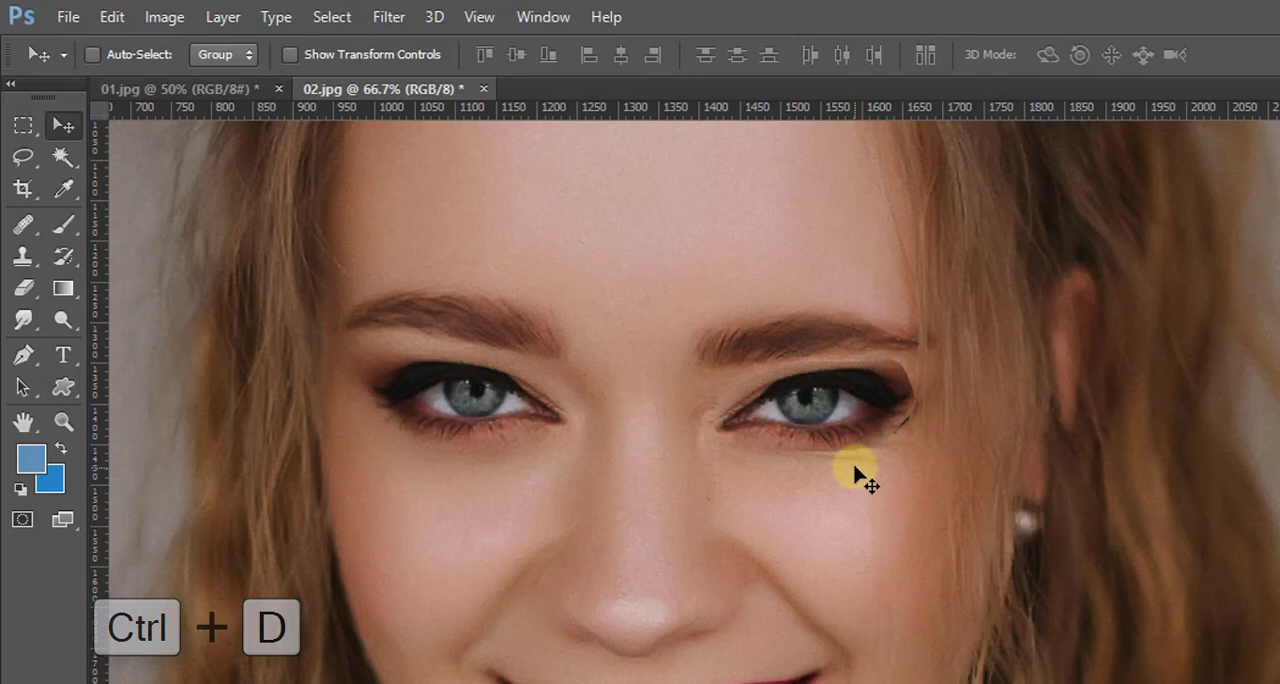 Ps File Edit Image Layer Type Select Filter 3D View Window Help
Auto-Select: Group Show Transform Controls 3D Mode:
01.jpg @ 50% (RGB/8#) * × 02.jpg @ 66.7% (RGB/8) * ×
700 750 800 850 900 950 1000 1050 1100 1150 1200 1250 1300 1350 1400 1450 1500 1550 1600 1650 1700 1750 1800 1850 1900 1950 2000 2050
T
Ctrl + D